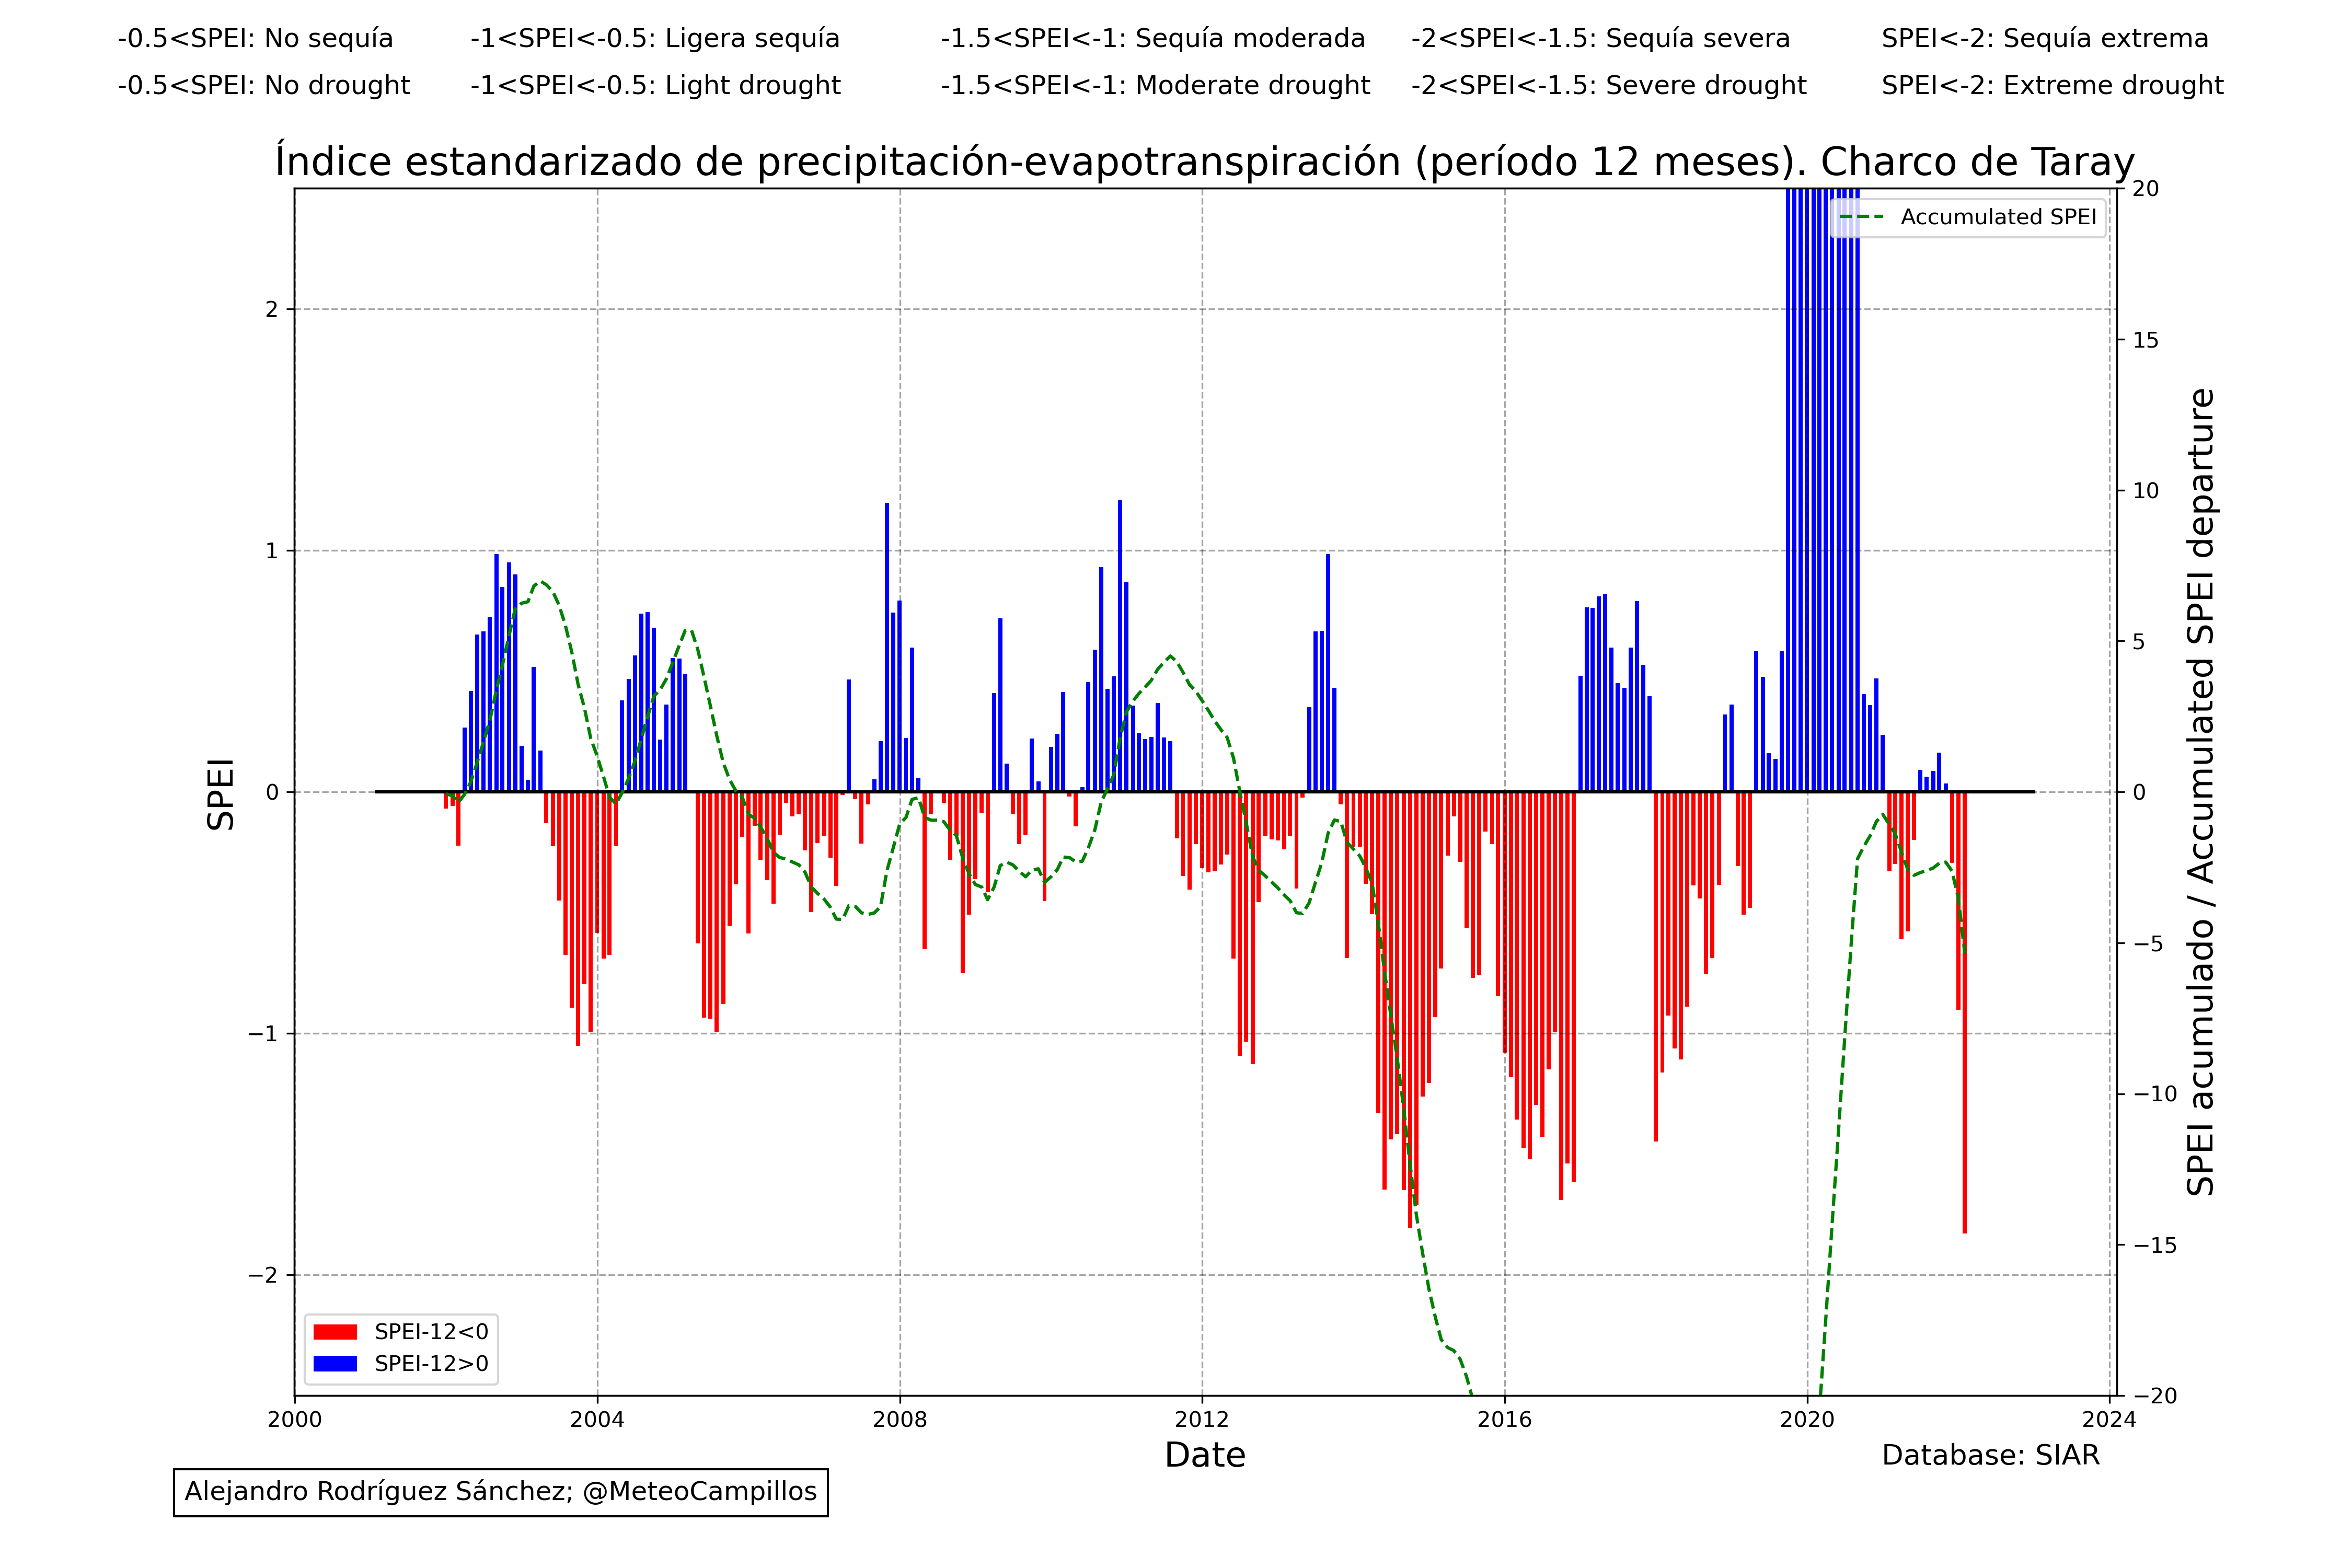 -0.5<SPEI: No sequía -1<SPEI<-0.5: Ligera sequía -1.5<SPEI<-1: Sequía moderada -2<SPEI<-1.5: Sequía severa SPEI<-2: Sequía extrema
-0.5<SPEI: No drought -1<SPEI<-0.5: Light drought -1.5<SPEI<-1: Moderate drought -2<SPEI<-1.5: Severe drought SPEI<-2: Extreme drought
Índice estandarizado de precipitación-evapotranspiración (período 12 meses). Charco de Taray
Accumulated SPEI
SPEI
2
1
0
−1
−2
20
15
10
5
0
−5
−10
−15
−20
SPEI acumulado / Accumulated SPEI departure
SPEI-12<0
SPEI-12>0
2000 2004 2008 2012 2016 2020 2024
Date
Database: SIAR
Alejandro Rodríguez Sánchez; @MeteoCampillos